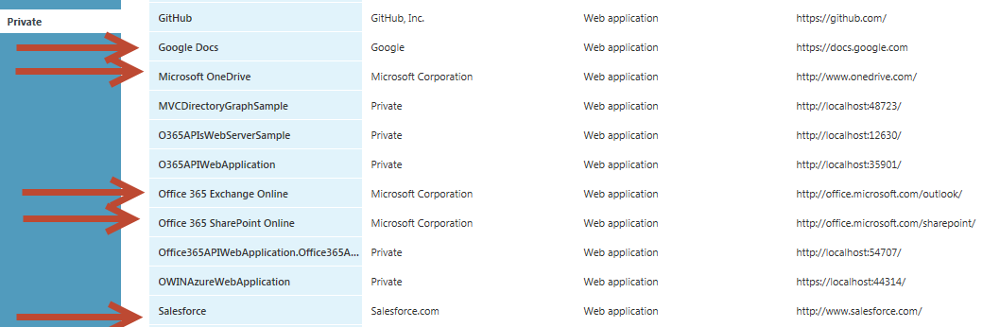 Private
GitHub GitHub, Inc. Web application https://github.com/
Google Docs Google Web application https://docs.google.com
Microsoft OneDrive Microsoft Corporation Web application http://www.onedrive.com/
MVCDirectoryGraphSample Private Web application http://localhost:48723/
O365APIsWebServerSample Private Web application http://localhost:12630/
O365APIWebApplication Private Web application http://localhost:35901/
Office 365 Exchange Online Microsoft Corporation Web application http://office.microsoft.com/outlook/
Office 365 SharePoint Online Microsoft Corporation Web application http://office.microsoft.com/sharepoint/
Office365APIWebApplication.Office365A... Private Web application http://localhost:54707/
OWINAzureWebApplication Private Web application https://localhost:44314/
Salesforce Salesforce.com Web application http://www.salesforce.com/